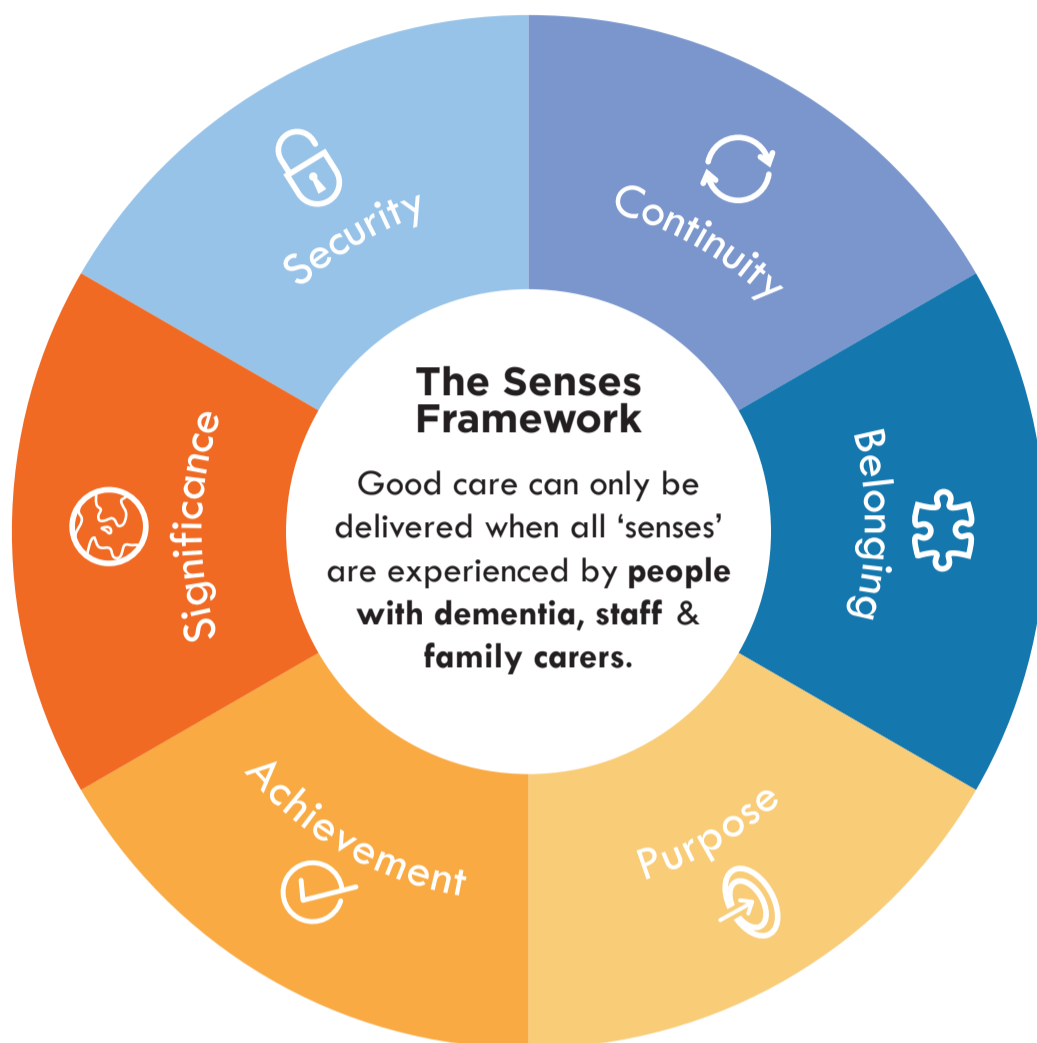 Security
Continuity
Belonging
Purpose
Achievement
Significance
The Senses
Framework
Good care can only be
delivered when all ‘senses’
are experienced by people
with dementia, staff &
family carers.